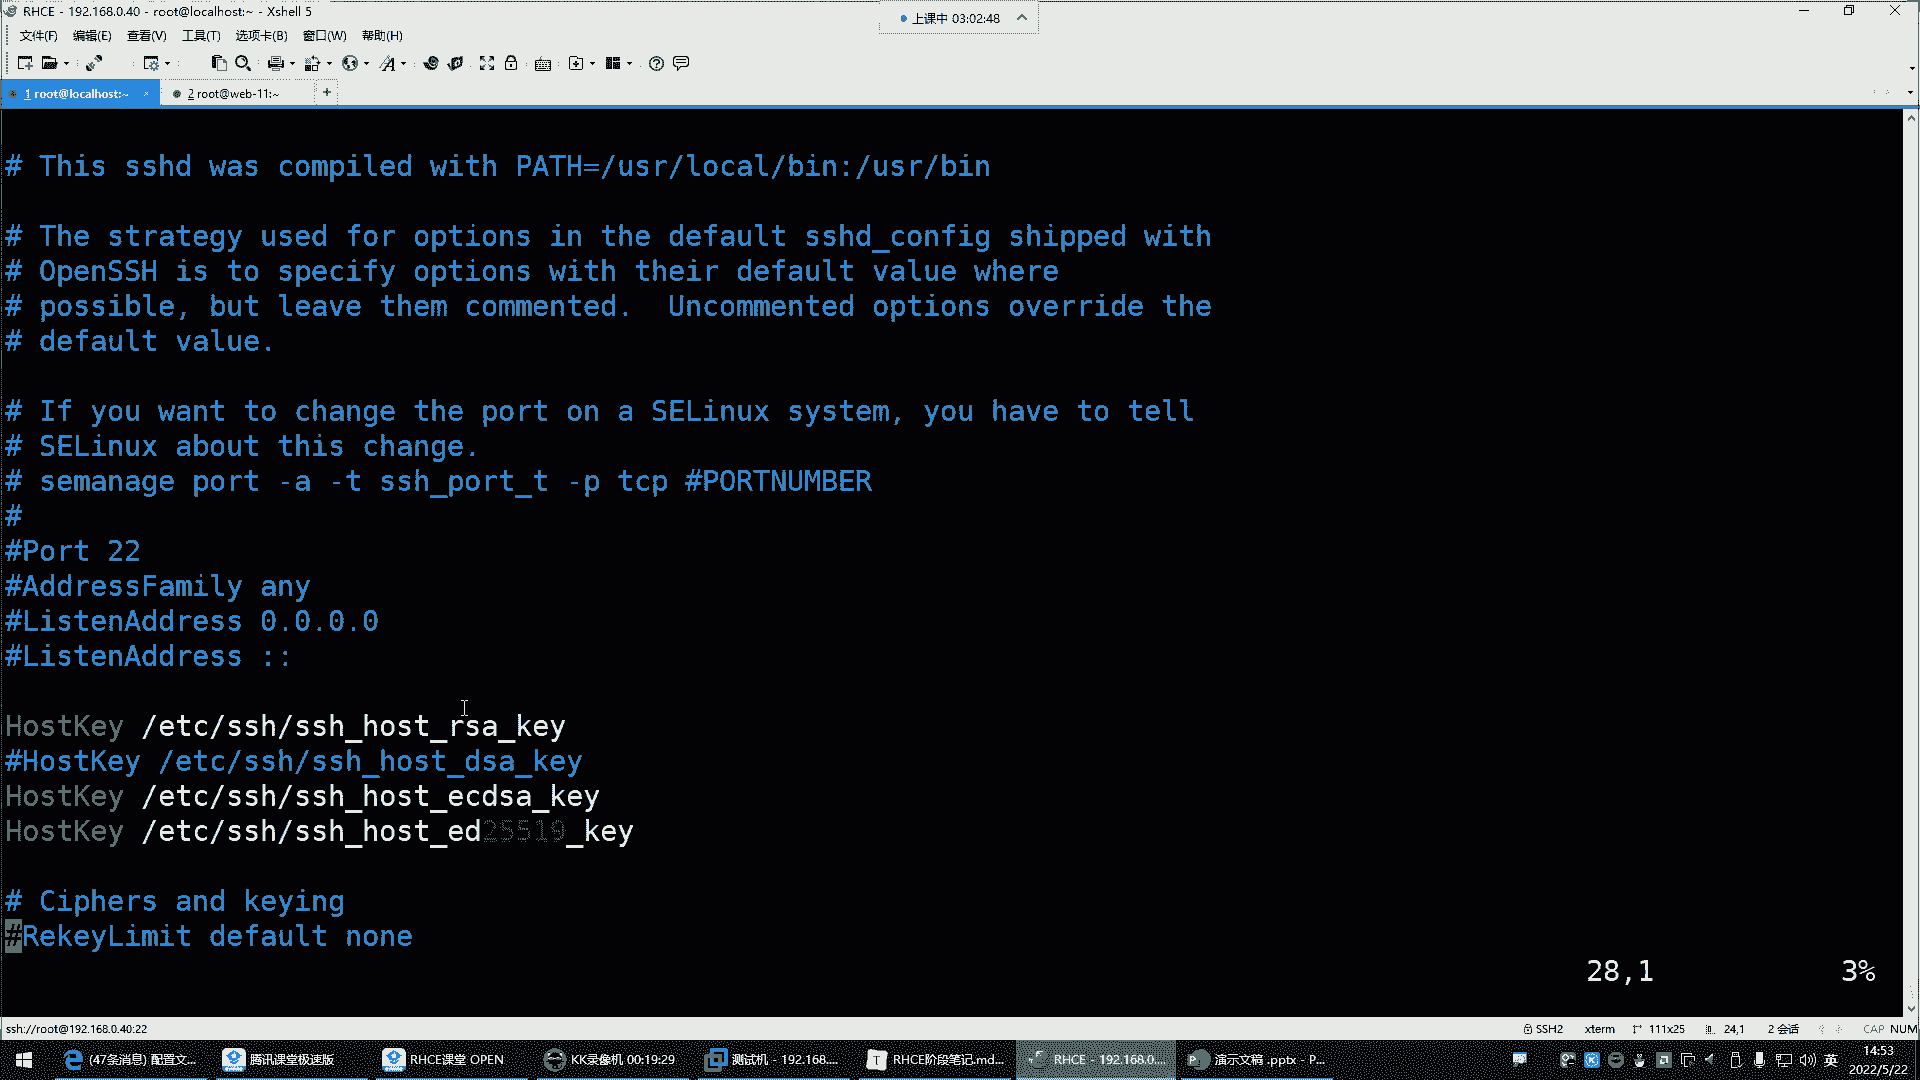 RHCE - 192.168.0.40 - root@localhost:~ - Xshell 5
上课中 03:02:48
文件(F) 编辑(E) 查看(V) 工具(T) 选项卡(B) 窗口(W) 帮助(H)
1 root@localhost:~ × 2 root@web-11:~ +
# This sshd was compiled with PATH=/usr/local/bin:/usr/bin
# The strategy used for options in the default sshd_config shipped with
# OpenSSH is to specify options with their default value where
# possible, but leave them commented.  Uncommented options override the
# default value.
# If you want to change the port on a SELinux system, you have to tell
# SELinux about this change.
# semanage port -a -t ssh_port_t -p tcp #PORTNUMBER
#
#Port 22
#AddressFamily any
#ListenAddress 0.0.0.0
#ListenAddress ::
HostKey /etc/ssh/ssh_host_rsa_key
#HostKey /etc/ssh/ssh_host_dsa_key
HostKey /etc/ssh/ssh_host_ecdsa_key
HostKey /etc/ssh/ssh_host_ed25519_key
# Ciphers and keying
#RekeyLimit default none
28,1 3%
ssh://root@192.168.0.40:22 SSH2 xterm 111x25 24,1 2 会话 CAP NUM
(47条消息) 配置文... 腾讯课堂极速版 RHCE课堂 OPEN KK录像机 00:19:29 测试机 - 192.168.... RHCE阶段笔记.md... RHCE - 192.168.0.... 演示文稿 .pptx - P... 英 14:53
2022/5/22